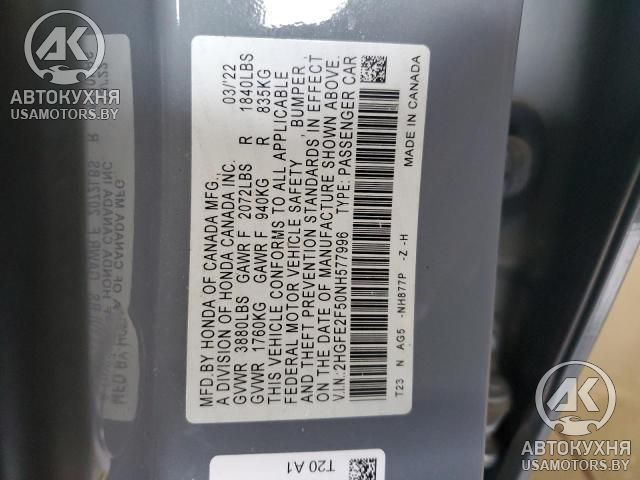 MFD.BY HONDA OF CANADA MFG., 03/22
A DIVISION OF HONDA CANADA INC.
GVWR 3880LBS GAWR F 2072LBS R 1840LBS
GVWR 1760KG GAWR F 940KG R 835KG
THIS VEHICLE CONFORMS TO ALL APPLICABLE
FEDERAL MOTOR VEHICLE SAFETY, BUMPER,
AND THEFT PREVENTION STANDARDS IN EFFECT
ON THE DATE OF MANUFACTURE SHOWN ABOVE.
V.I.N.:2HGFE2F50NH577996 TYPE:PASSENGER CAR
T23 N AG5 -NH877P -Z -H MADE IN CANADA
T20 A1
АК
АВТОКУХНЯ
USAMOTORS.BY
АК
АВТОКУХНЯ
USAMOTORS.BY